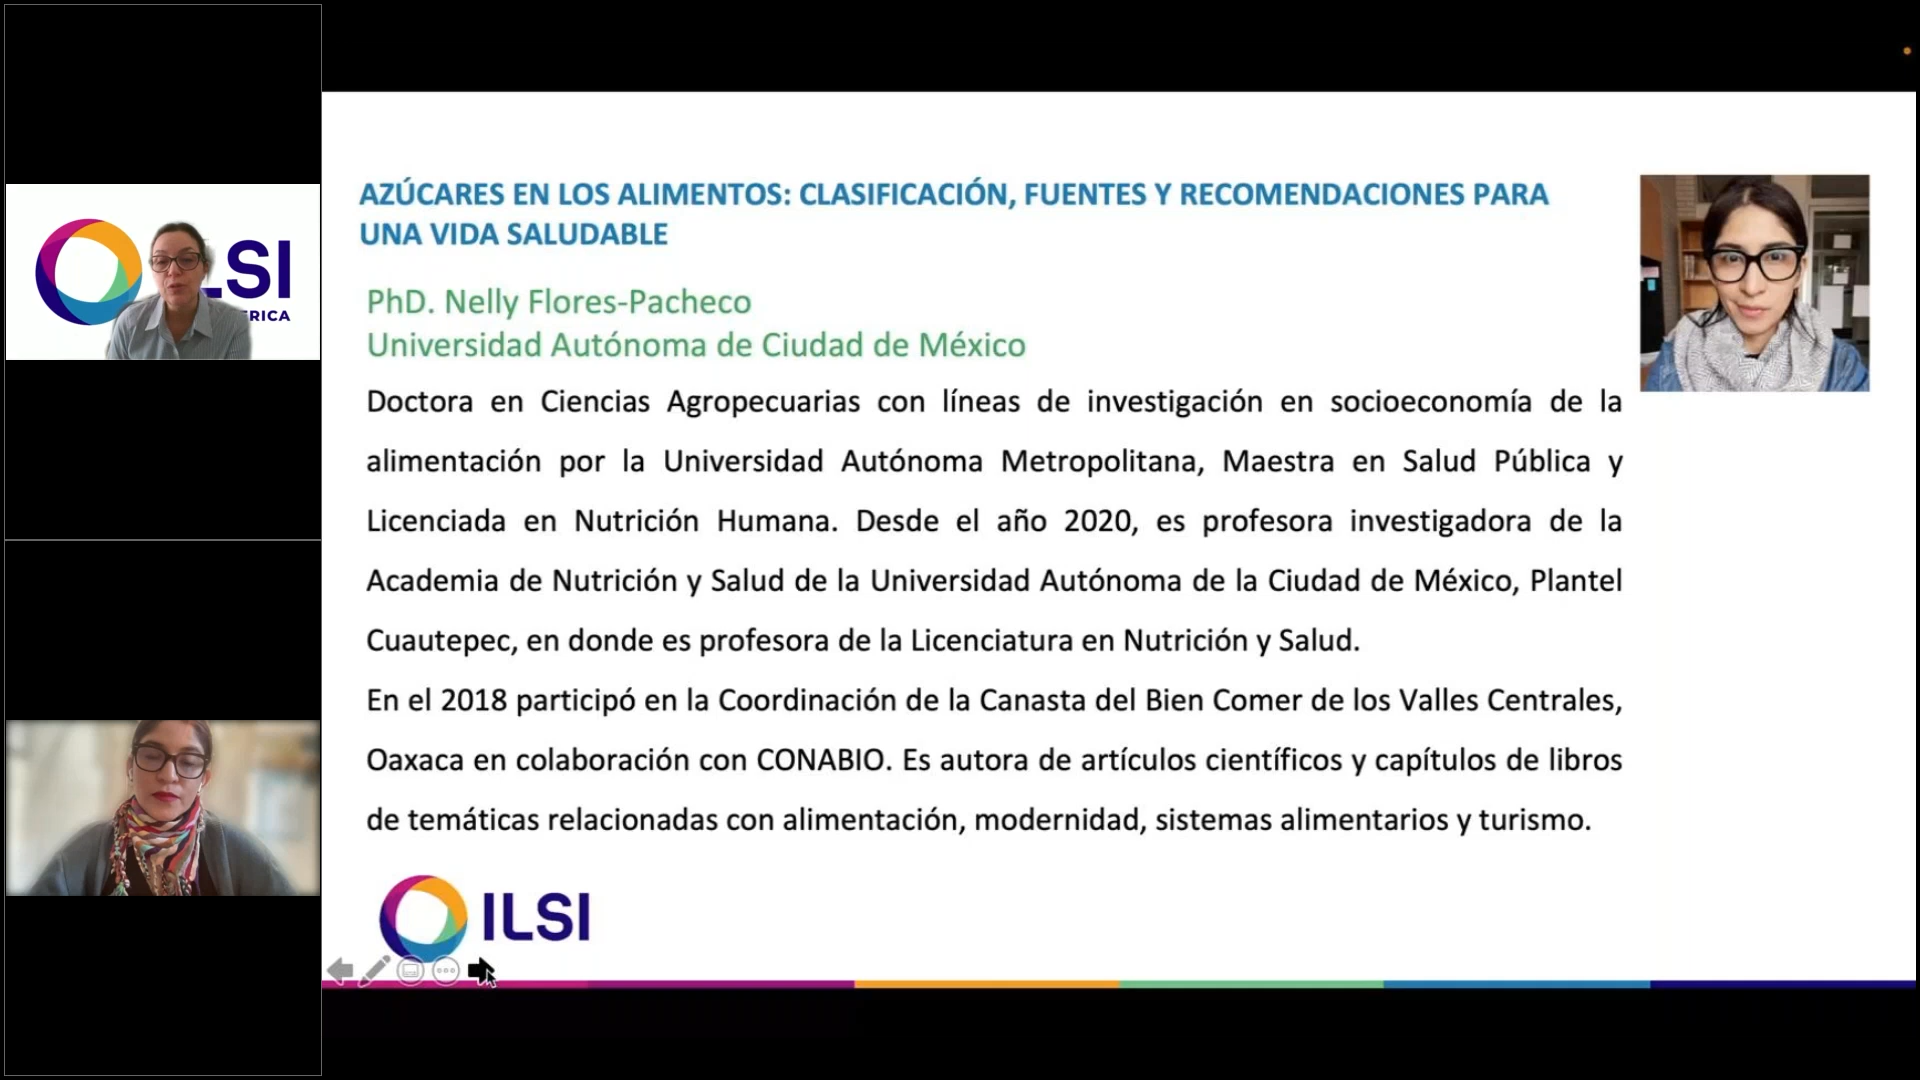 LSI
ERICA
AZÚCARES EN LOS ALIMENTOS: CLASIFICACIÓN, FUENTES Y RECOMENDACIONES PARA
UNA VIDA SALUDABLE
PhD. Nelly Flores-Pacheco
Universidad Autónoma de Ciudad de México
Doctora en Ciencias Agropecuarias con líneas de investigación en socioeconomía de la
alimentación por la Universidad Autónoma Metropolitana, Maestra en Salud Pública y
Licenciada en Nutrición Humana. Desde el año 2020, es profesora investigadora de la
Academia de Nutrición y Salud de la Universidad Autónoma de la Ciudad de México, Plantel
Cuautepec, en donde es profesora de la Licenciatura en Nutrición y Salud.
En el 2018 participó en la Coordinación de la Canasta del Bien Comer de los Valles Centrales,
Oaxaca en colaboración con CONABIO. Es autora de artículos científicos y capítulos de libros
de temáticas relacionadas con alimentación, modernidad, sistemas alimentarios y turismo.
ILSI